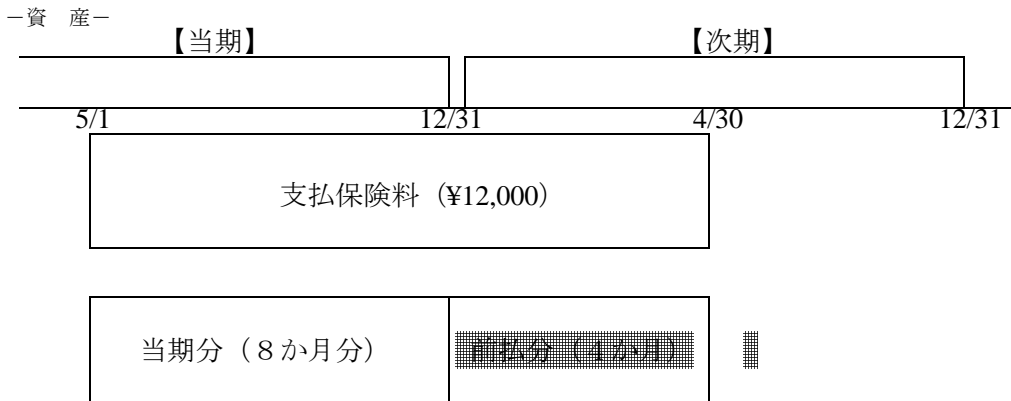 －資　産－
【当期】　【次期】
5/1　12/31　4/30　12/31
支払保険料（¥12,000）
当期分（８か月分）　前払分（４か月）